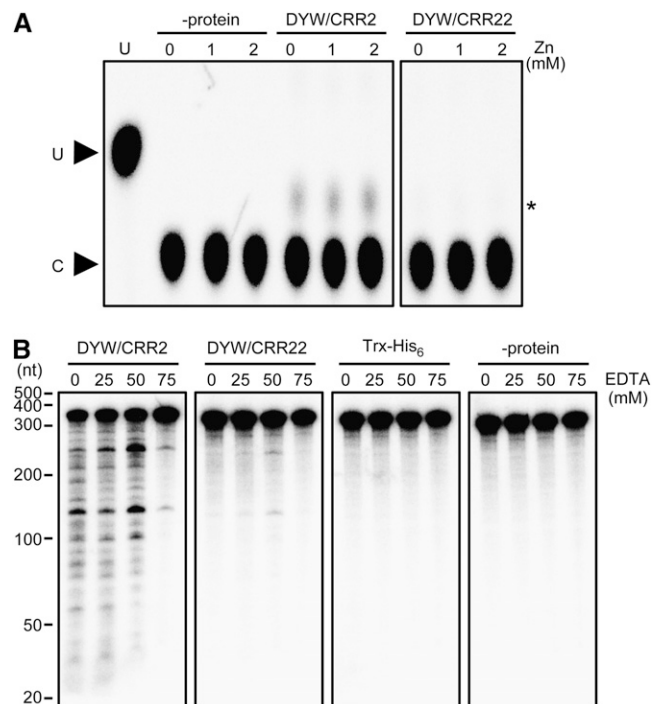 A
-protein DYW/CRR2 DYW/CRR22
U 0 1 2 0 1 2 0 1 2 Zn
(mM)
U
*
C
B
DYW/CRR2 DYW/CRR22 Trx-His6 -protein
(nt) 0 25 50 75 0 25 50 75 0 25 50 75 0 25 50 75 EDTA
(mM)
500
400
300
200
100
50
20